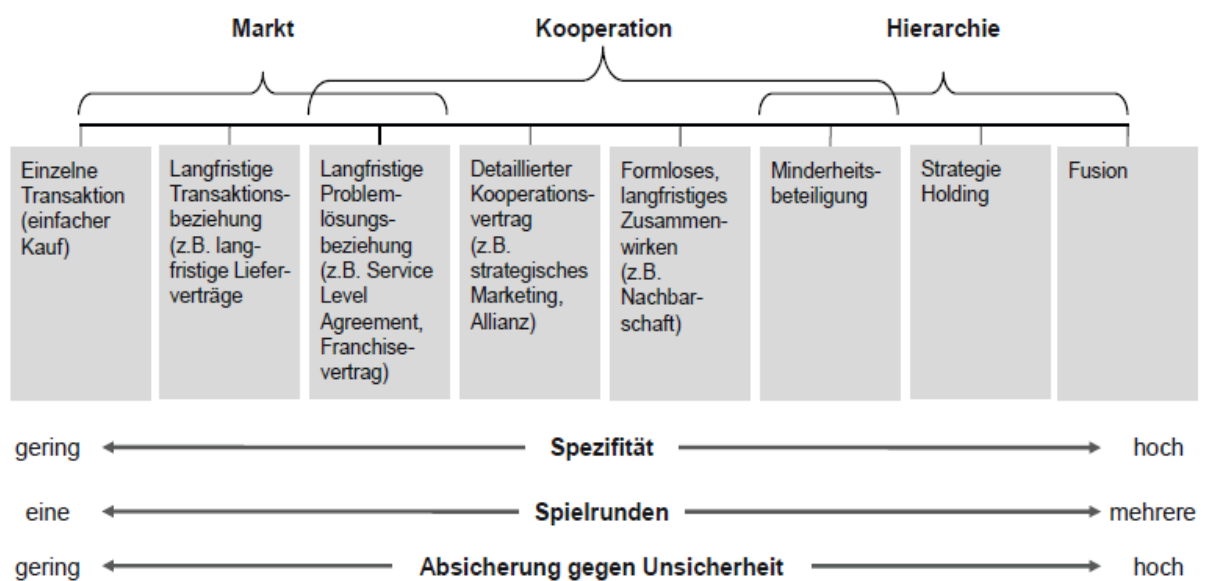 Markt
Kooperation
Hierarchie
Einzelne
Transaktion
(einfacher
Kauf)
Langfristige
Transaktions-
beziehung
(z.B. lang-
fristige Liefer-
verträge
Langfristige
Problem-
lösungs-
beziehung
(z.B. Service
Level
Agreement,
Franchise-
vertrag)
Detaillierter
Kooperations-
vertrag
(z.B.
strategisches
Marketing,
Allianz)
Formloses,
langfristiges
Zusammen-
wirken
(z.B.
Nachbar-
schaft)
Minderheits-
beteiligung
Strategie
Holding
Fusion
gering Spezifität hoch
eine Spielrunden mehrere
gering Absicherung gegen Unsicherheit hoch